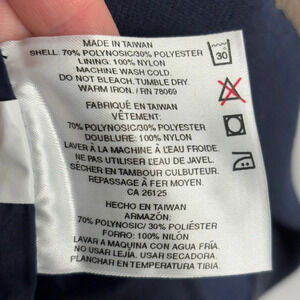 MADE IN TAIWAN
SHELL: 70% POLYNOSIC/30% POLYESTER
LINING: 100% NYLON
MACHINE WASH COLD.
DO NOT BLEACH. TUMBLE DRY.
WARM IRON. / RN 78069
FABRIQUÉ EN TAIWAN
VÊTEMENT:
70% POLYNOSIC/30% POLYESTER
DOUBLURE: 100% NYLON
LAVER À LA MACHINE À L'EAU FROIDE.
NE PAS UTILISER L'EAU DE JAVEL.
SÉCHER EN TAMBOUR CULBUTEUR.
REPASSAGE À FER MOYEN.
CA 26125
HECHO EN TAIWAN
ARMAZÓN:
70% POLYNOSIC/ 30% POLIÉSTER
FORRO: 100% NILÓN
LAVAR A MAQUINA CON AGUA FRÍA.
NO USAR LEJÍA. USAR SECADORA.
PLANCHAR EN TEMPERATURA TIBIA.
30